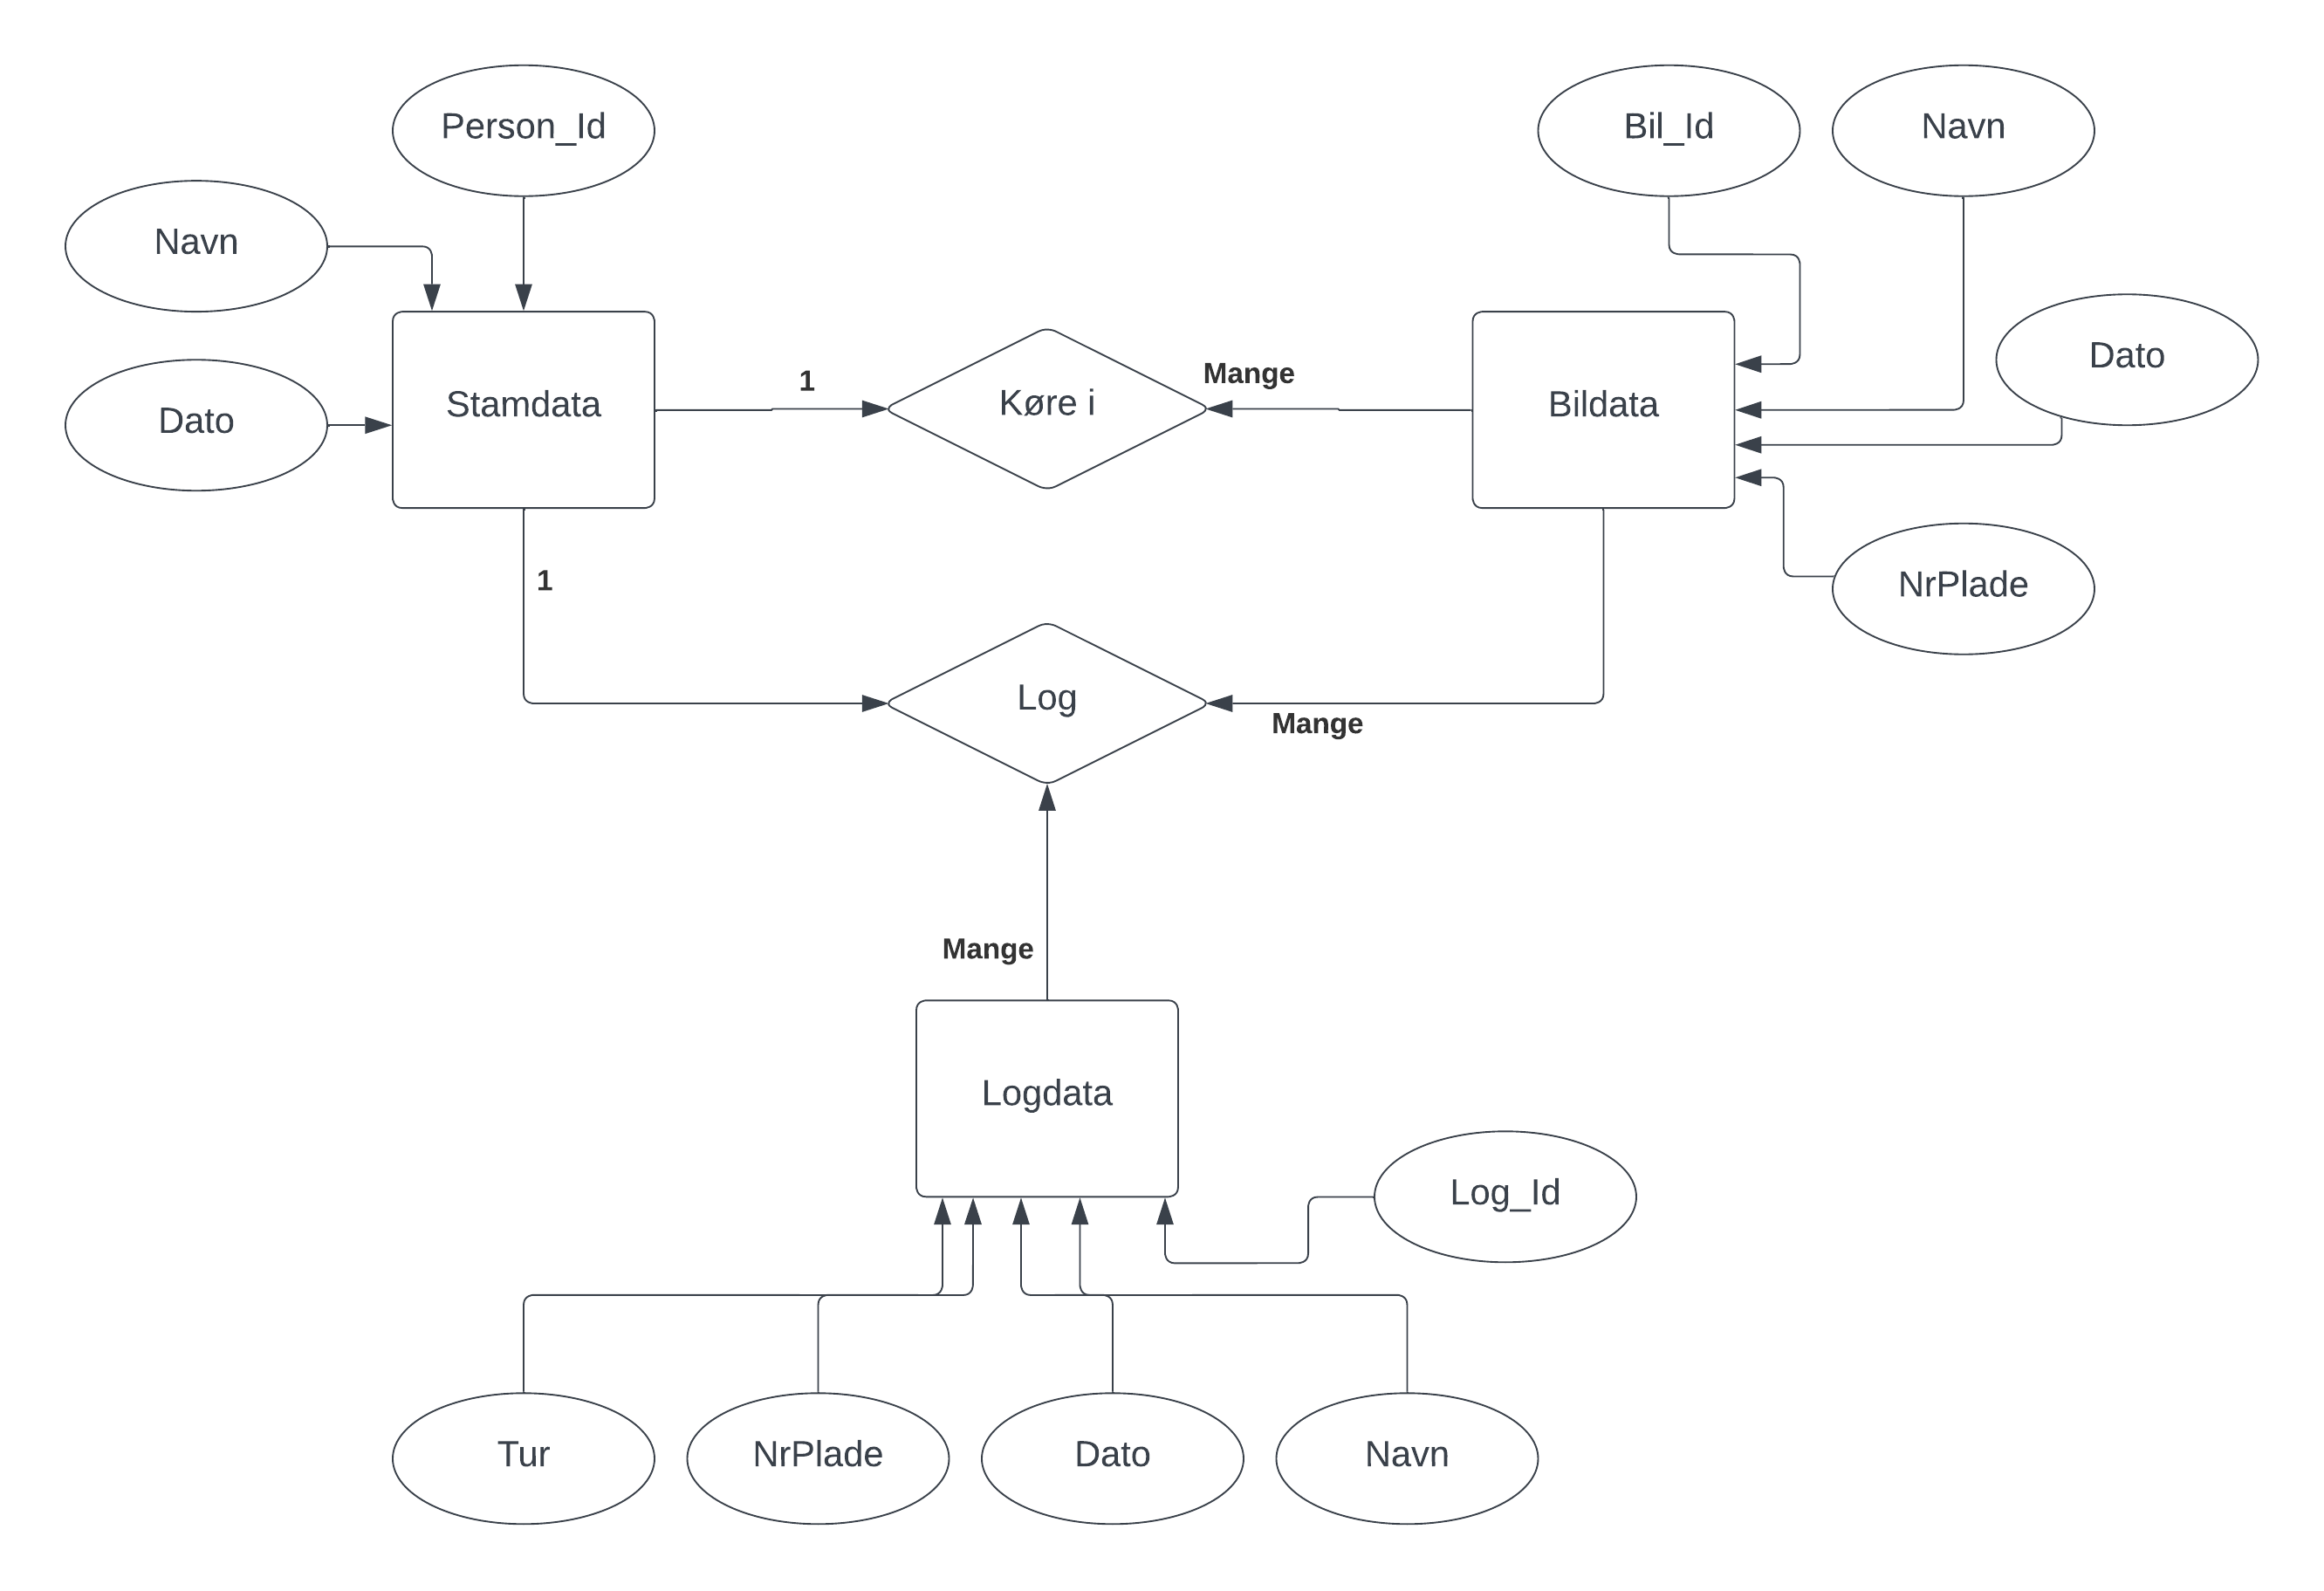 Person_Id
Bil_Id
Navn
Navn
Dato
Mange
1
Stamdata
Køre i
Bildata
Dato
1
NrPlade
Log
Mange
Mange
Logdata
Log_Id
Tur
NrPlade
Dato
Navn